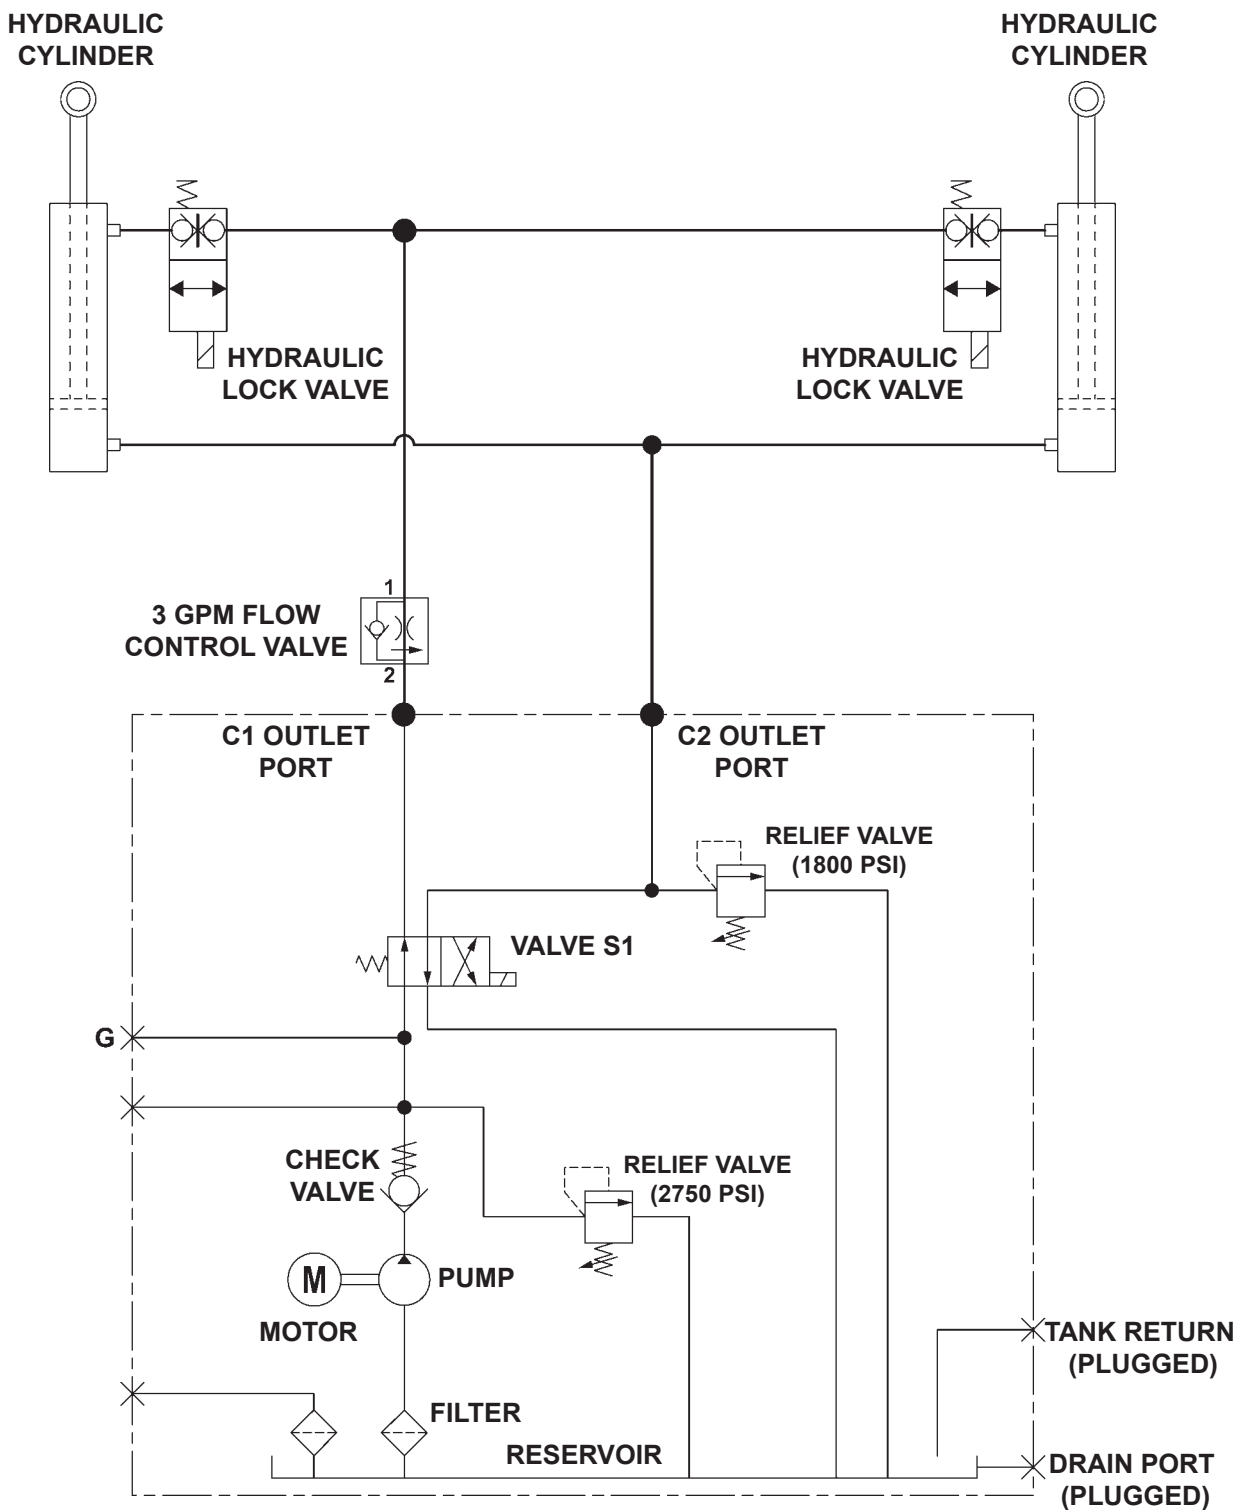 HYDRAULIC
CYLINDER
HYDRAULIC
CYLINDER
HYDRAULIC
LOCK VALVE
HYDRAULIC
LOCK VALVE
1
3 GPM FLOW
CONTROL VALVE
2
C1 OUTLET
PORT
C2 OUTLET
PORT
RELIEF VALVE
(1800 PSI)
VALVE S1
G
CHECK
VALVE
RELIEF VALVE
(2750 PSI)
M
PUMP
MOTOR
TANK RETURN
(PLUGGED)
FILTER
RESERVOIR
DRAIN PORT
(PLUGGED)